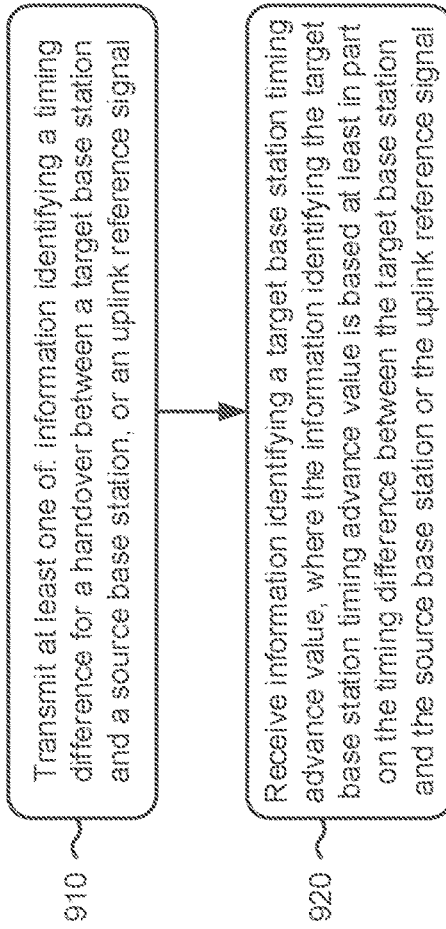 910
Transmit at least one of: information identifying a timing
difference for a handover between a target base station
and a source base station, or an uplink reference signal
920
Receive information identifying a target base station timing
advance value, where the information identifying the target
base station timing advance value is based at least in part
on the timing difference between the target base station
and the source base station or the uplink reference signal